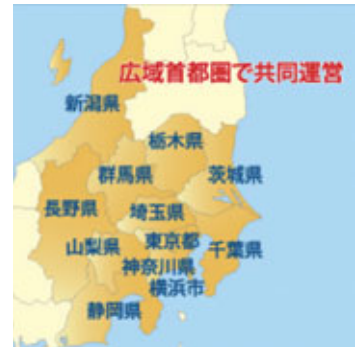 広域首都圏で共同運営
新潟県
栃木県
群馬県
茨城県
長野県
埼玉県
山梨県
東京都
千葉県
神奈川県
横浜市
静岡県